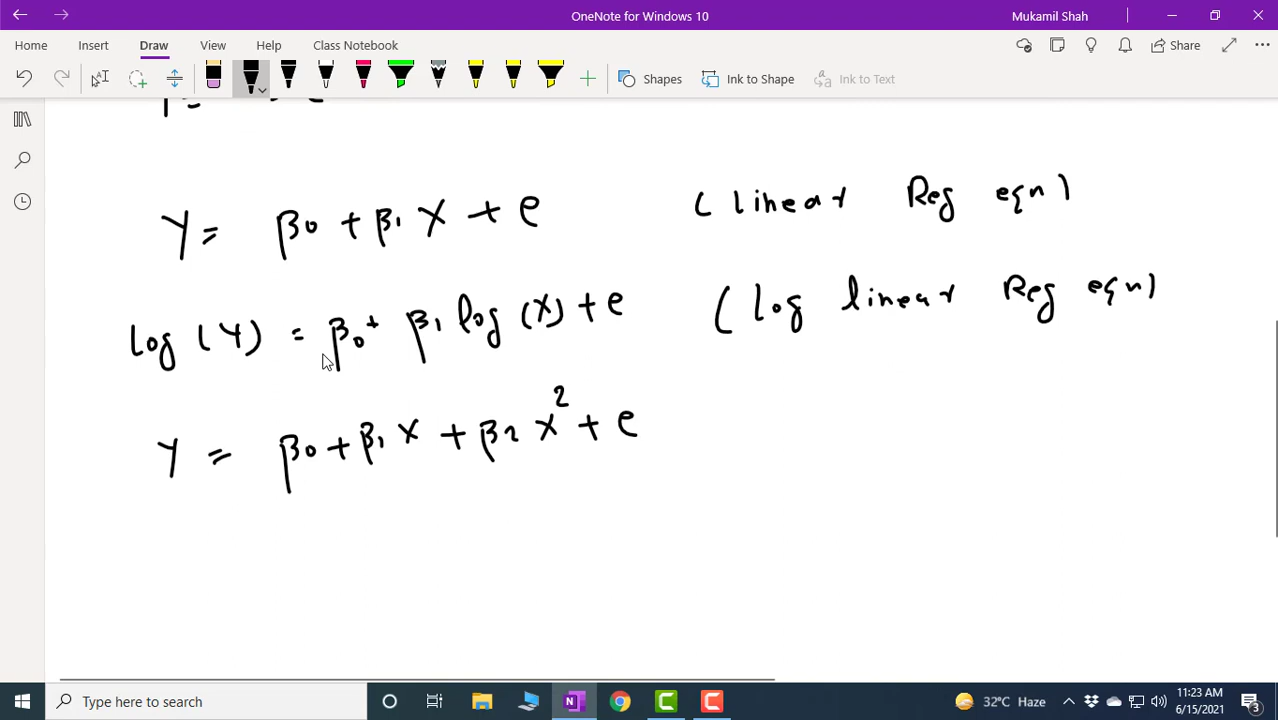 OneNote for Windows 10
Mukamil Shah
Home Insert Draw View Help Class Notebook
Share
Shapes
Ink to Shape
Ink to Text
Y = β0 + β1 X + e (linear Reg eqn)
log (Y) = β0 + β1 log (X) + e (log linear Reg eqn)
Y = β0 + β1 X + β2 X² + e
Type here to search
32°C Haze
11:23 AM
6/15/2021
3